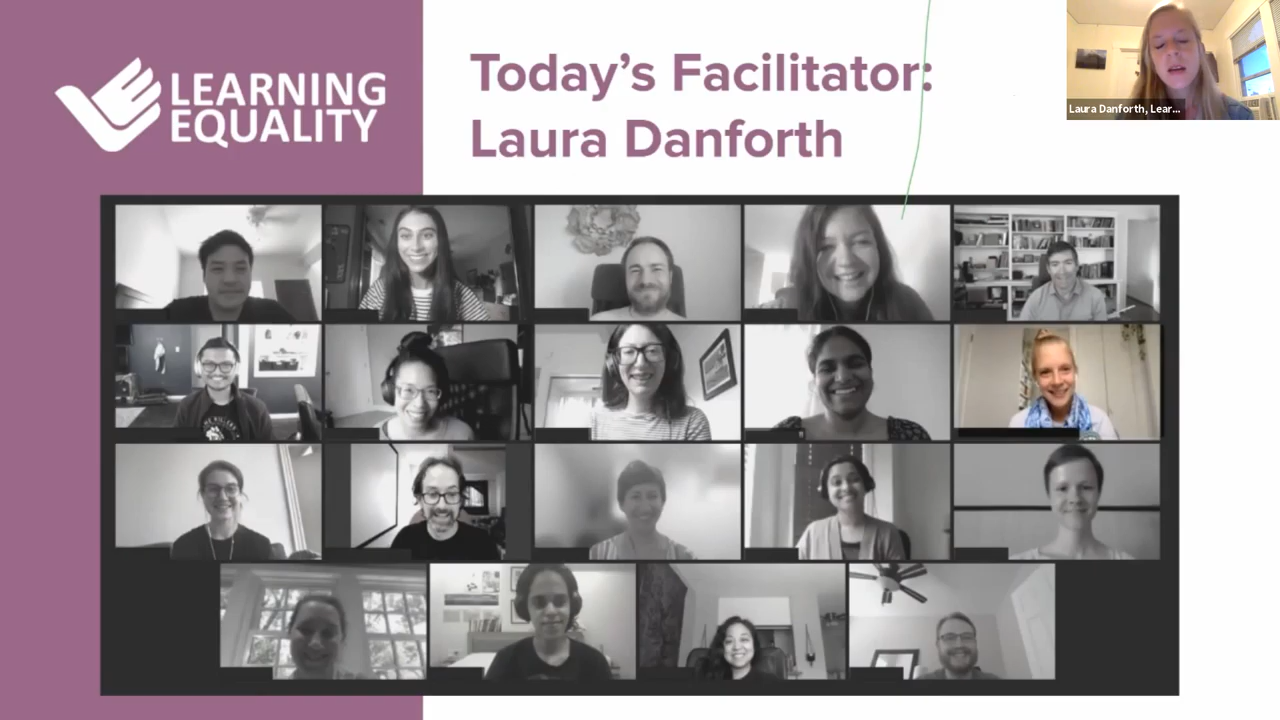 LEARNING
EQUALITY
Today's Facilitator:
Laura Danforth
Laura Danforth, Lear...